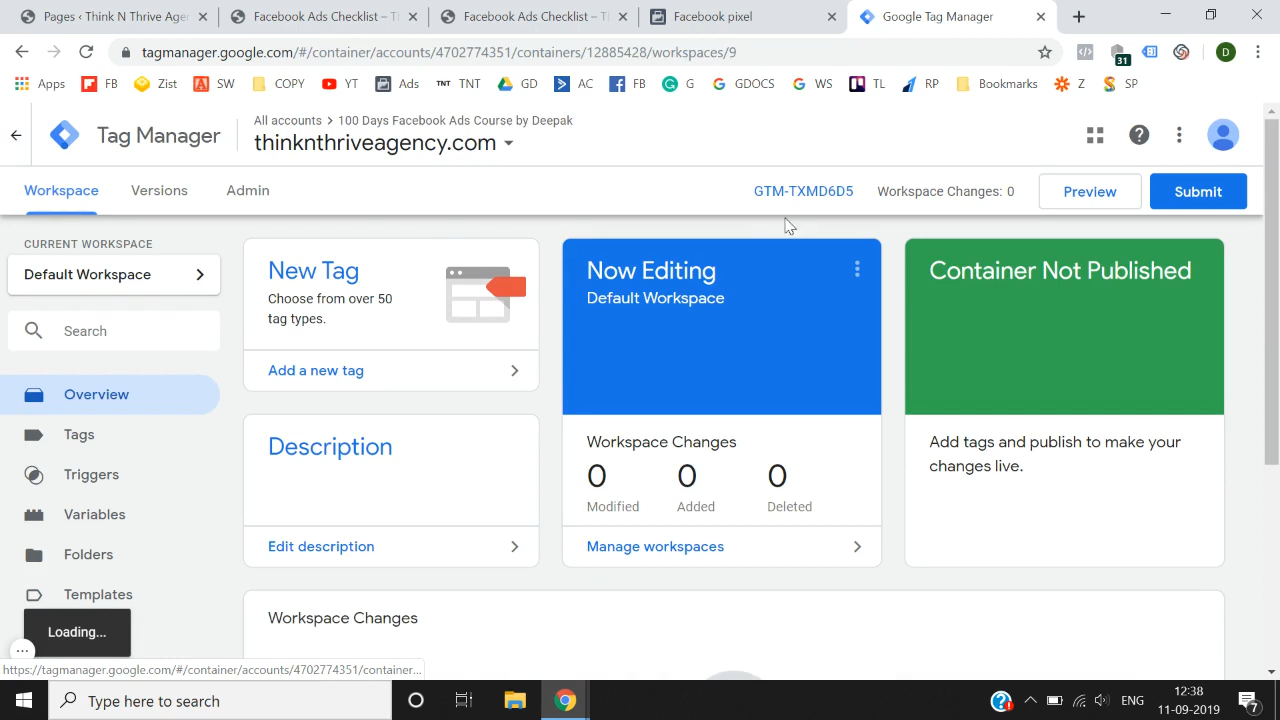 Pages ‹ Think N Thrive Agen
Facebook Ads Checklist – Th
Facebook Ads Checklist – Th
Facebook pixel
Google Tag Manager
tagmanager.google.com/#/container/accounts/4702774351/containers/12885428/workspaces/9
31
D
Apps
FB
Zist
SW
COPY
YT
Ads
TNT TNT
GD
AC
FB
G
GDOCS
WS
TL
RP
Bookmarks
Z
SP
Tag Manager
All accounts > 100 Days Facebook Ads Course by Deepak
thinknthriveagency.com
Workspace
Versions
Admin
GTM-TXMD6D5
Workspace Changes: 0
Preview
Submit
CURRENT WORKSPACE
Default Workspace
Search
Overview
Tags
Triggers
Variables
Folders
Templates
New Tag
Choose from over 50
tag types.
Add a new tag
Description
Edit description
Now Editing
Default Workspace
Workspace Changes
0
Modified
0
Added
0
Deleted
Manage workspaces
Container Not Published
Add tags and publish to make your
changes live.
Workspace Changes
Loading...
https://tagmanager.google.com/#/container/accounts/4702774351/container...
Type here to search
ENG
12:38
11-09-2019
7